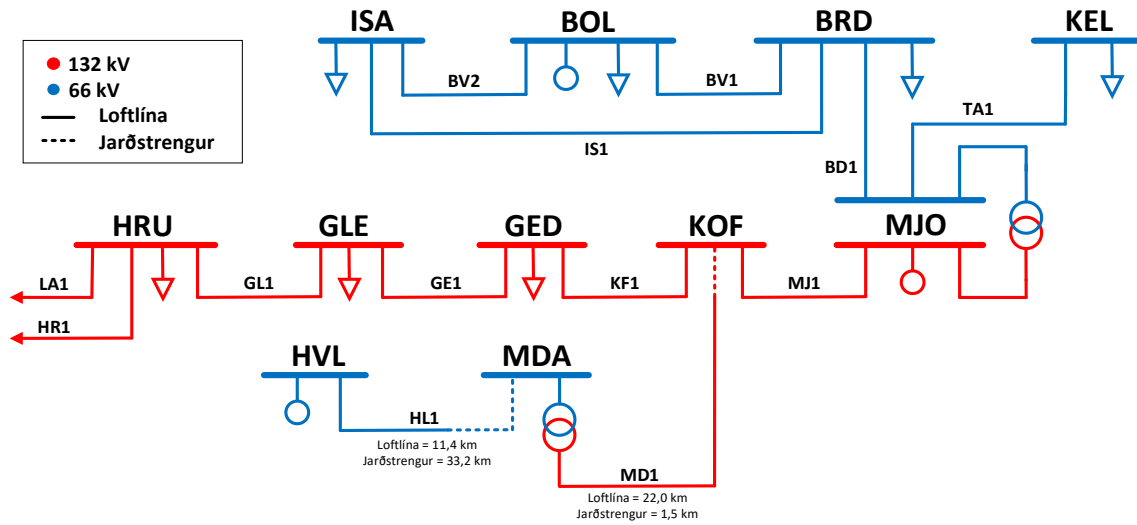 ISA
BOL
BRD
KEL
132 kV
66 kV
Loftlína
Jarðstrengur
BV2
BV1
TA1
IS1
BD1
HRU
GLE
GED
KOF
MJO
LA1
GL1
GE1
KF1
MJ1
HR1
HVL
MDA
HL1
Loftlína = 11,4 km
Jarðstrengur = 33,2 km
MD1
Loftlína = 22,0 km
Jarðstrengur = 1,5 km